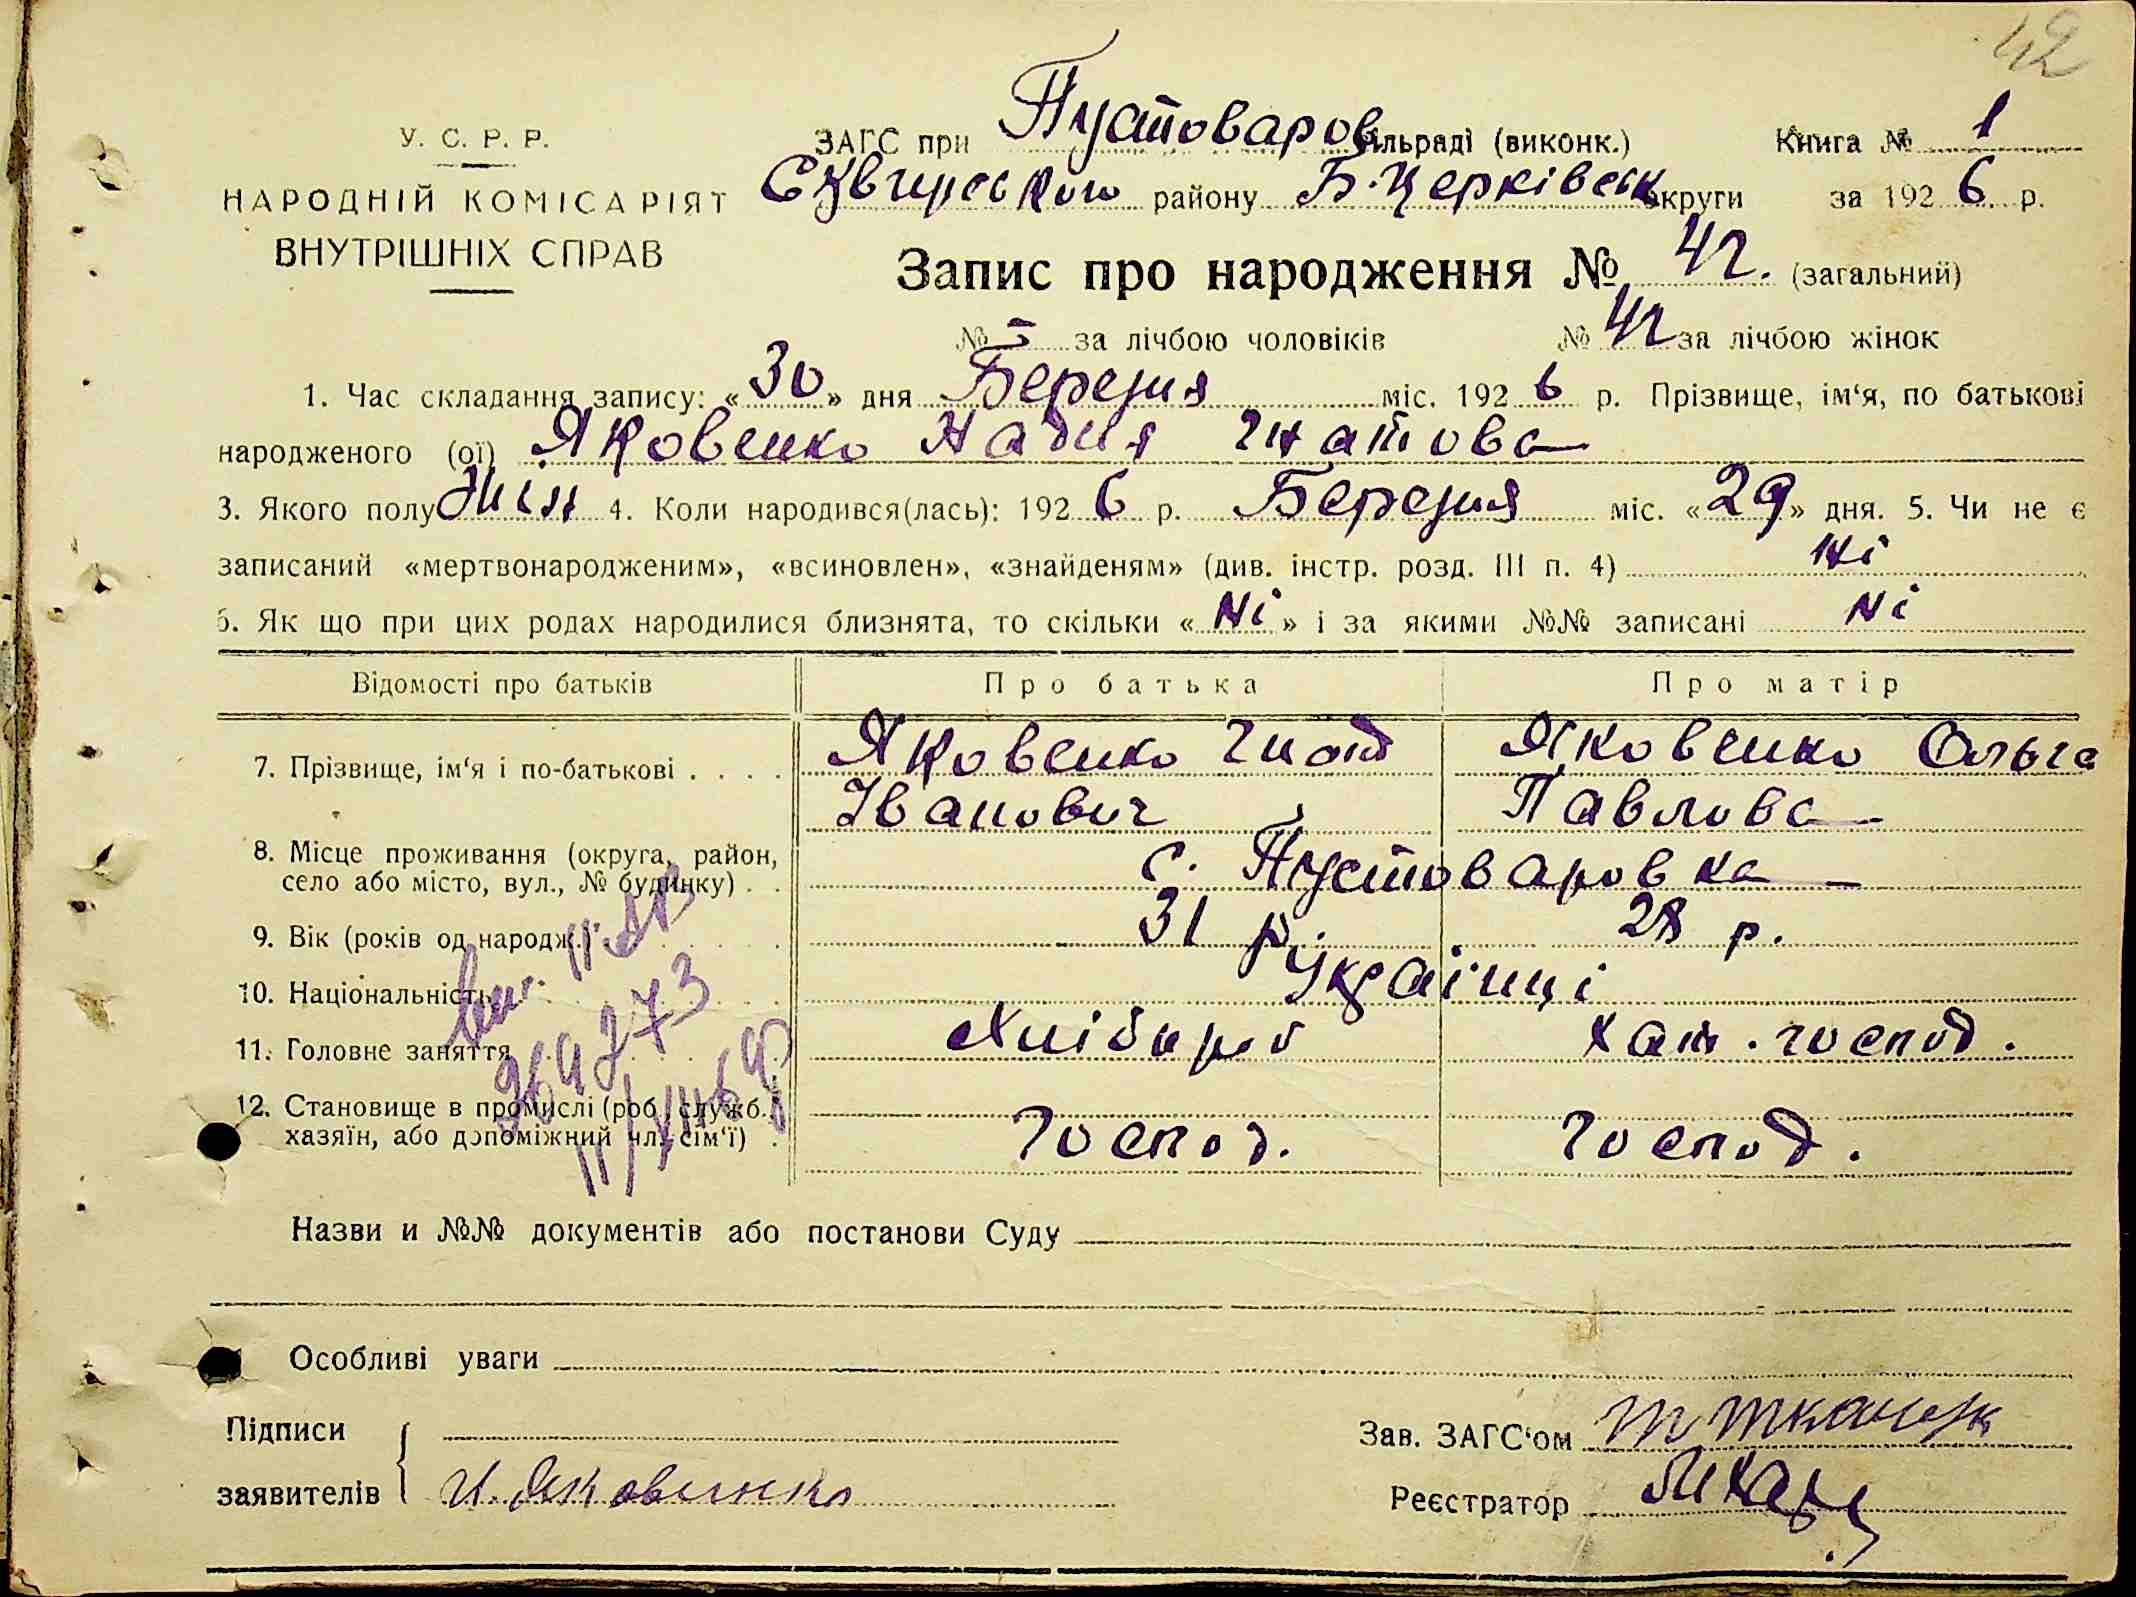 42
У. С. Р. Р.
НАРОДНІЙ КОМІСАРІЯТ
ВНУТРІШНІХ СПРАВ
ЗАГС при Пустоваров сільраді (виконк.) Книга № 1
Сквирського району Б. Церківськ округи за 1926 р.
Запис про народження № 42. (загальний)
№ - за лічбою чоловіків № 42 за лічбою жінок
1. Час складання запису: «30» дня Березня міс. 1926 р. Прізвище, ім'я, по батькові
народженого (ої) Яковенко Надія Гнатова
3. Якого полу Жін 4. Коли народився(лась): 1926 р. Березня міс. «29» дня. 5. Чи не є
записаний «мертвонародженим», «всиновлен», «знайденям» (див. інстр. розд. III п. 4) Ні
6. Як що при цих родах народилися близнята, то скільки «Ні» і за якими №№ записані Ні
Відомості про батьків Про батька Про матір
7. Прізвище, ім'я і по-батькові . . . . Яковенко Гнат Яковенко Ольга
Іванович Павлова
8. Місце проживання (округа, район,
село або місто, вул., № будинку) . . с. Пустоваровка
9. Вік (років од народж.) 31 р. 28 р.
10. Національність Українці
11. Головне заняття Хлібороб Хат. господ.
12. Становище в промислі (роб., служб.,
хазяїн, або допоміжний чл. сім'ї) . Господ. Господ.
Назви и №№ документів або постанови Суду
Особливі уваги
Підписи
заявителів И. Яковенко
Зав. ЗАГС'ом
Реєстратор